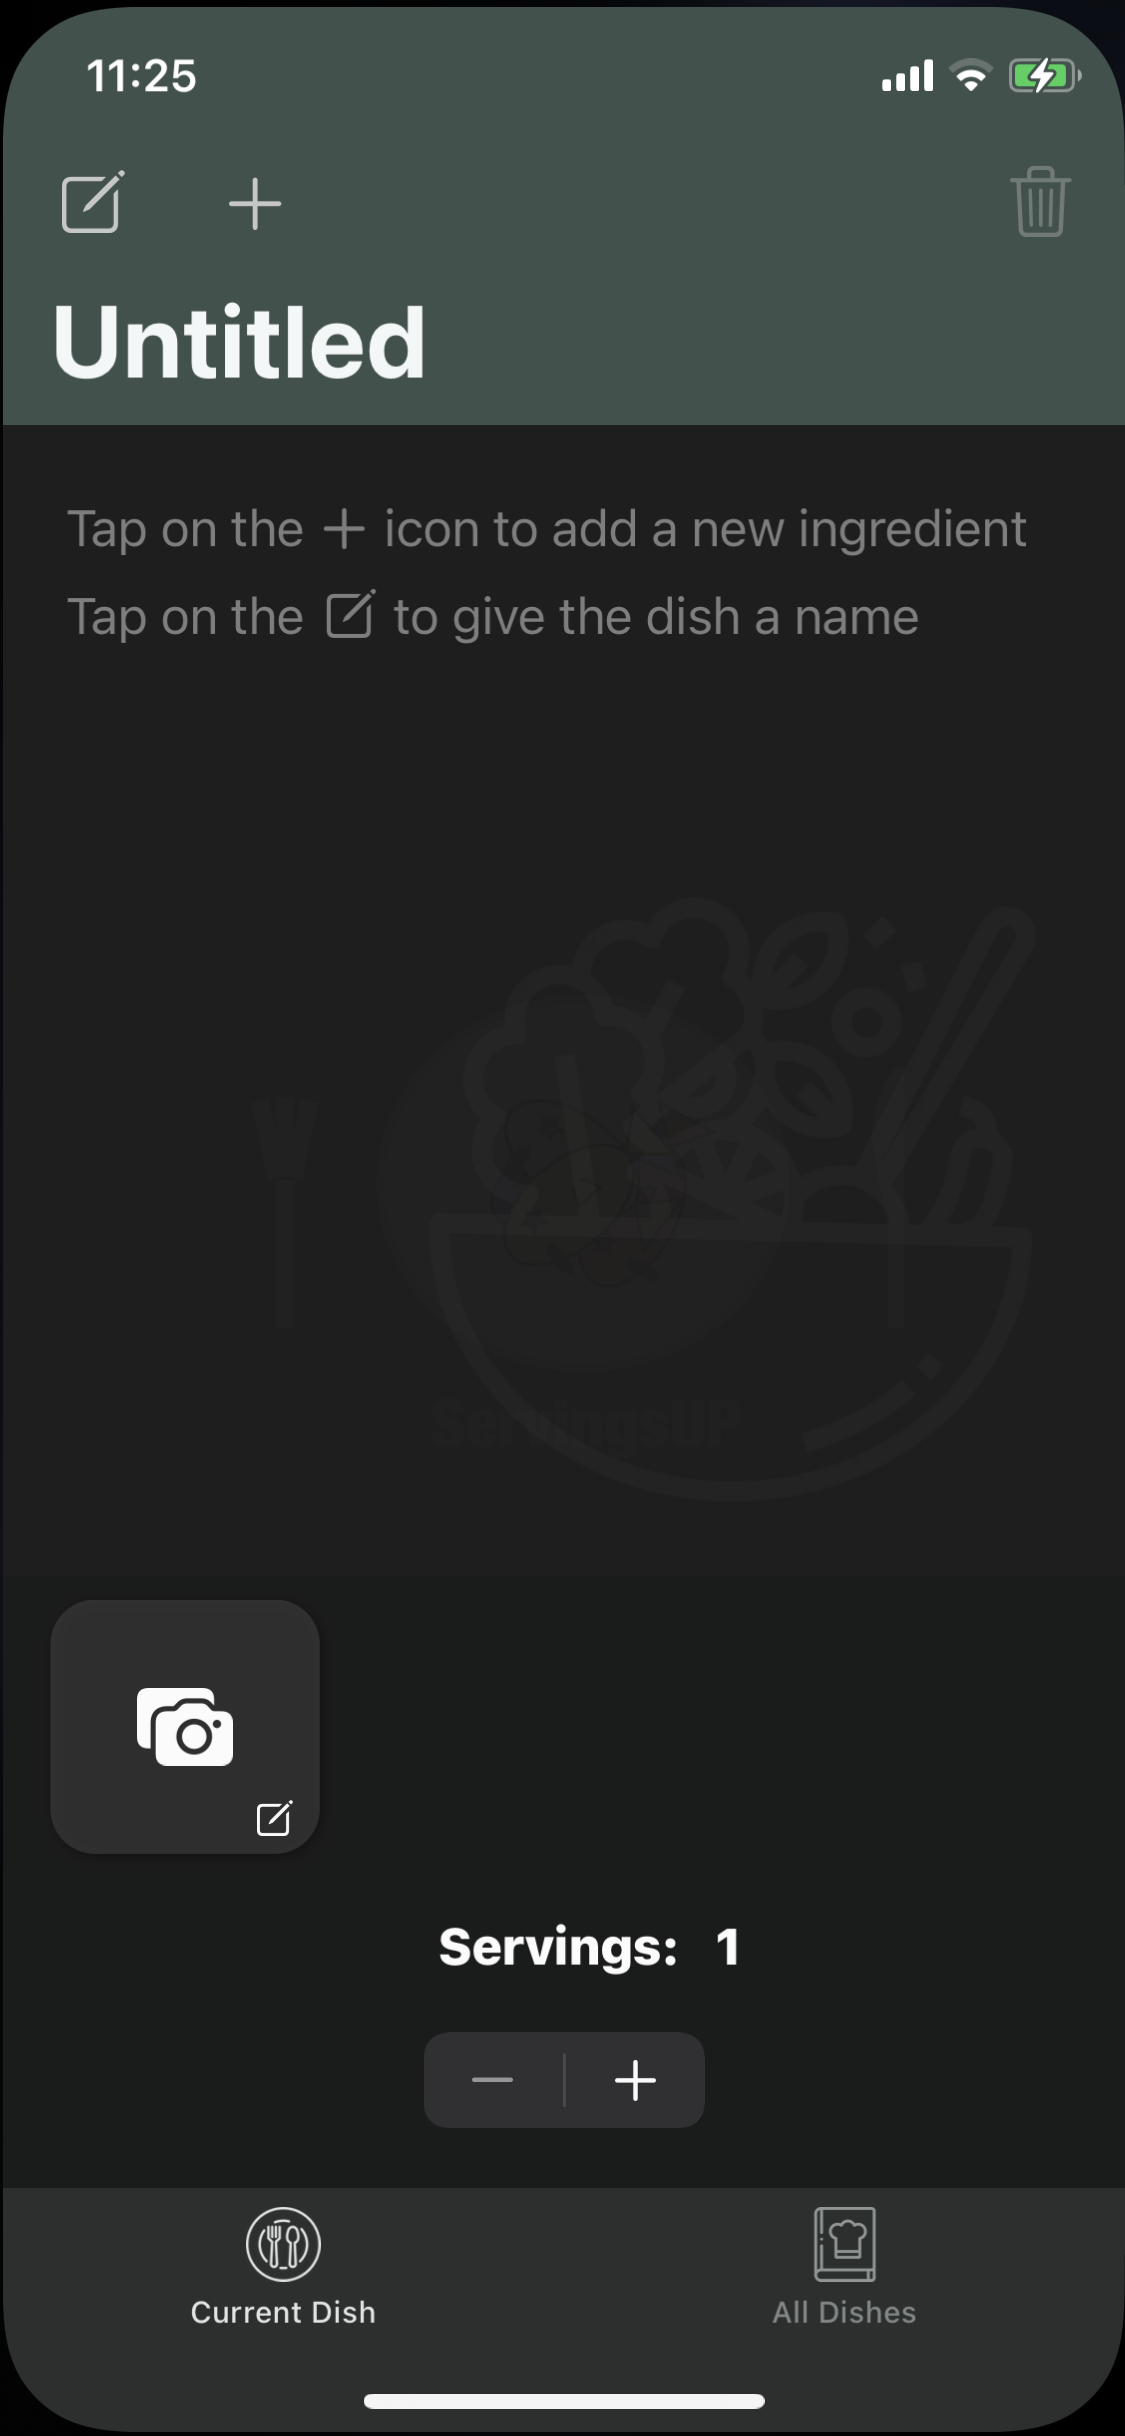 11:25
Untitled
Tap on the + icon to add a new ingredient
Tap on the to give the dish a name
ServingsUP
Servings: 1
Current Dish
All Dishes